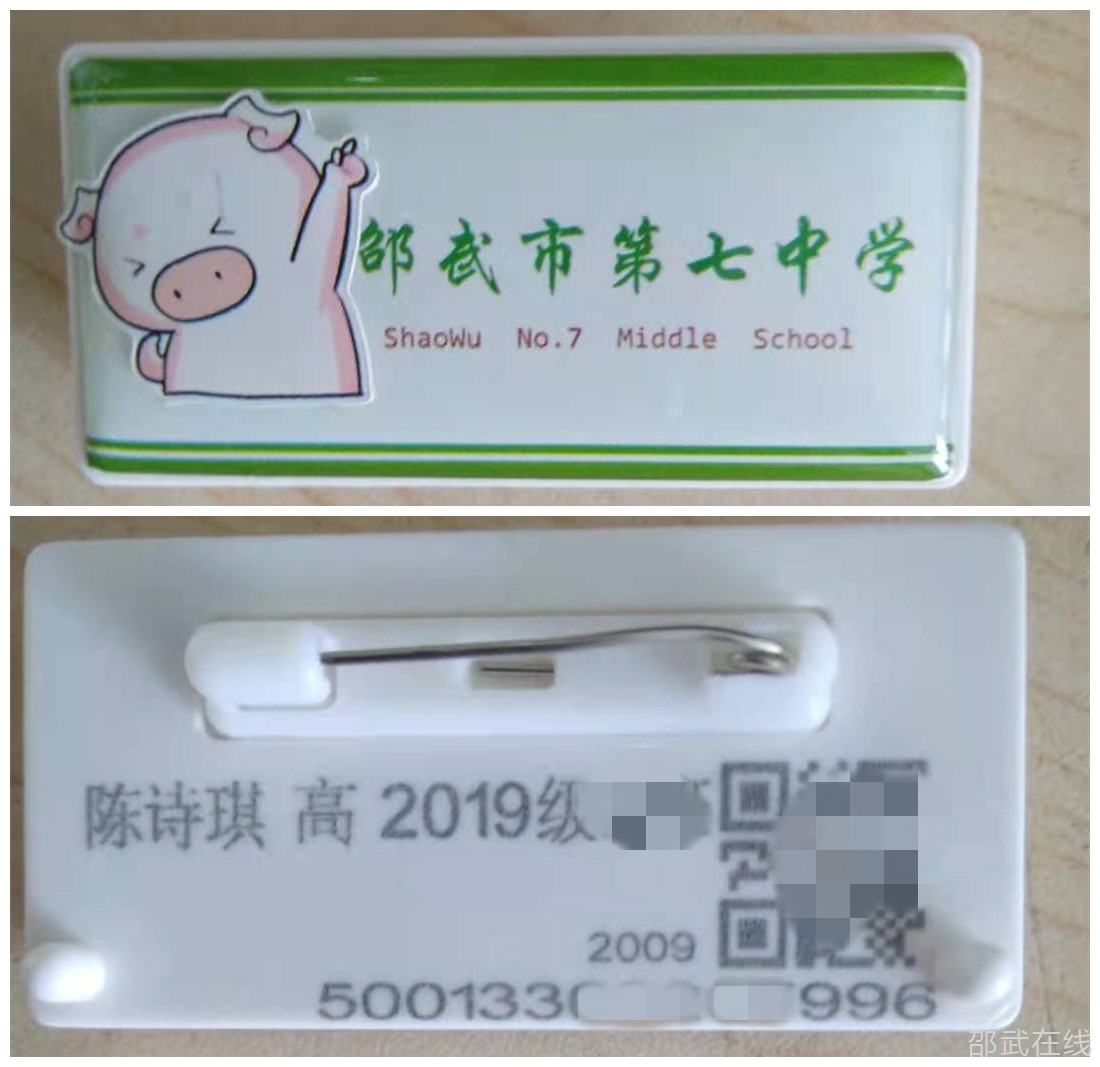 邵武市第七中学
ShaoWu No.7 Middle School
陈诗琪 高 2019级
2009
500133 996
邵武在线